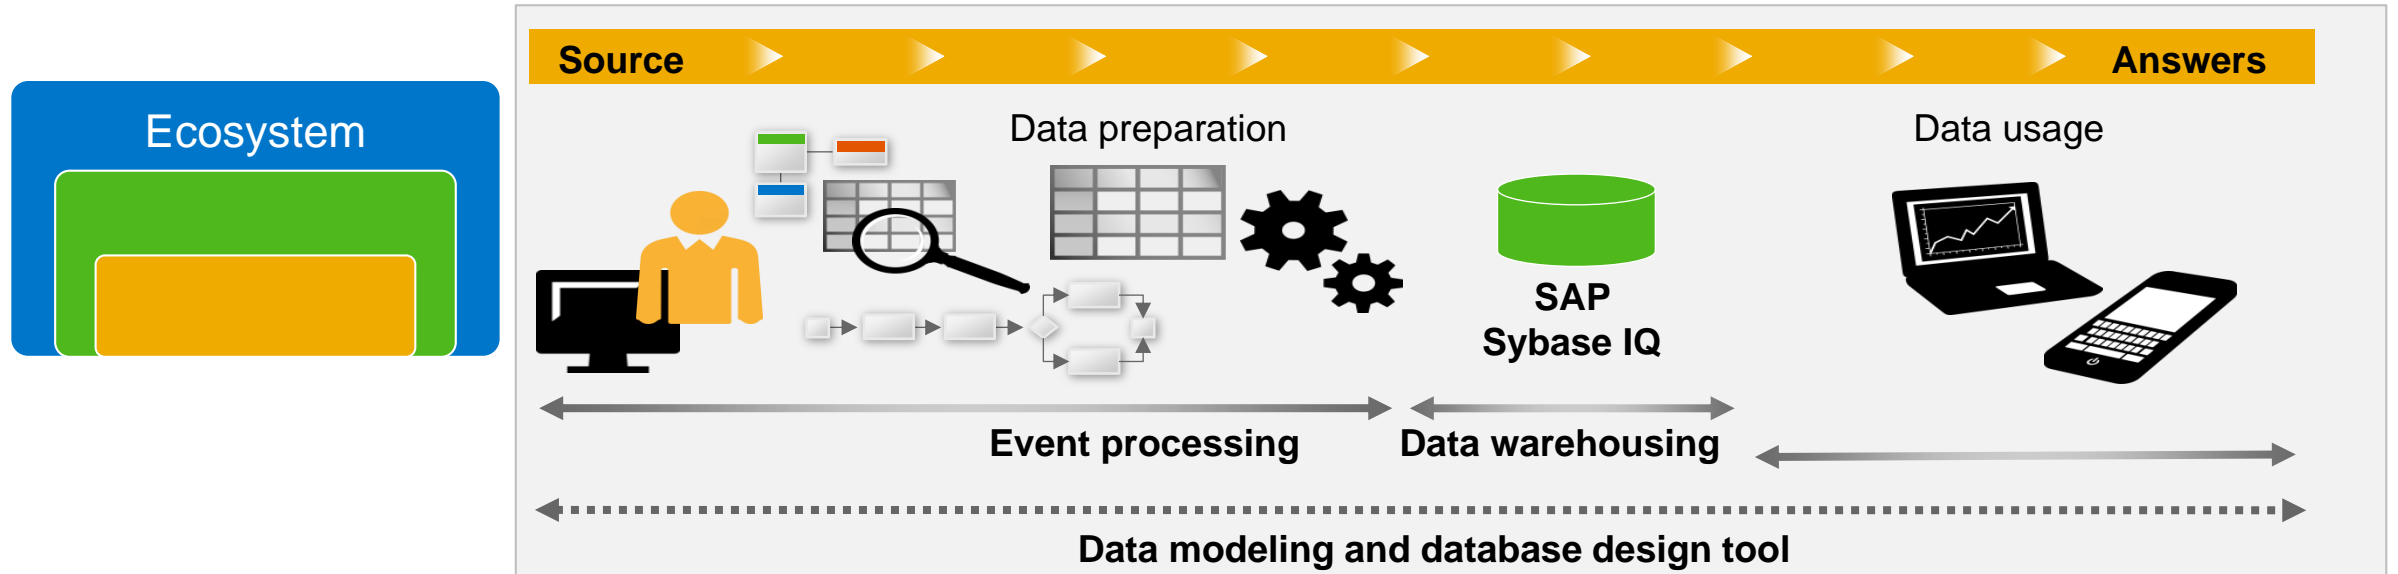 Ecosystem
Source
Answers
Data preparation
Data usage
SAP
Sybase IQ
Event processing
Data warehousing
Data modeling and database design tool